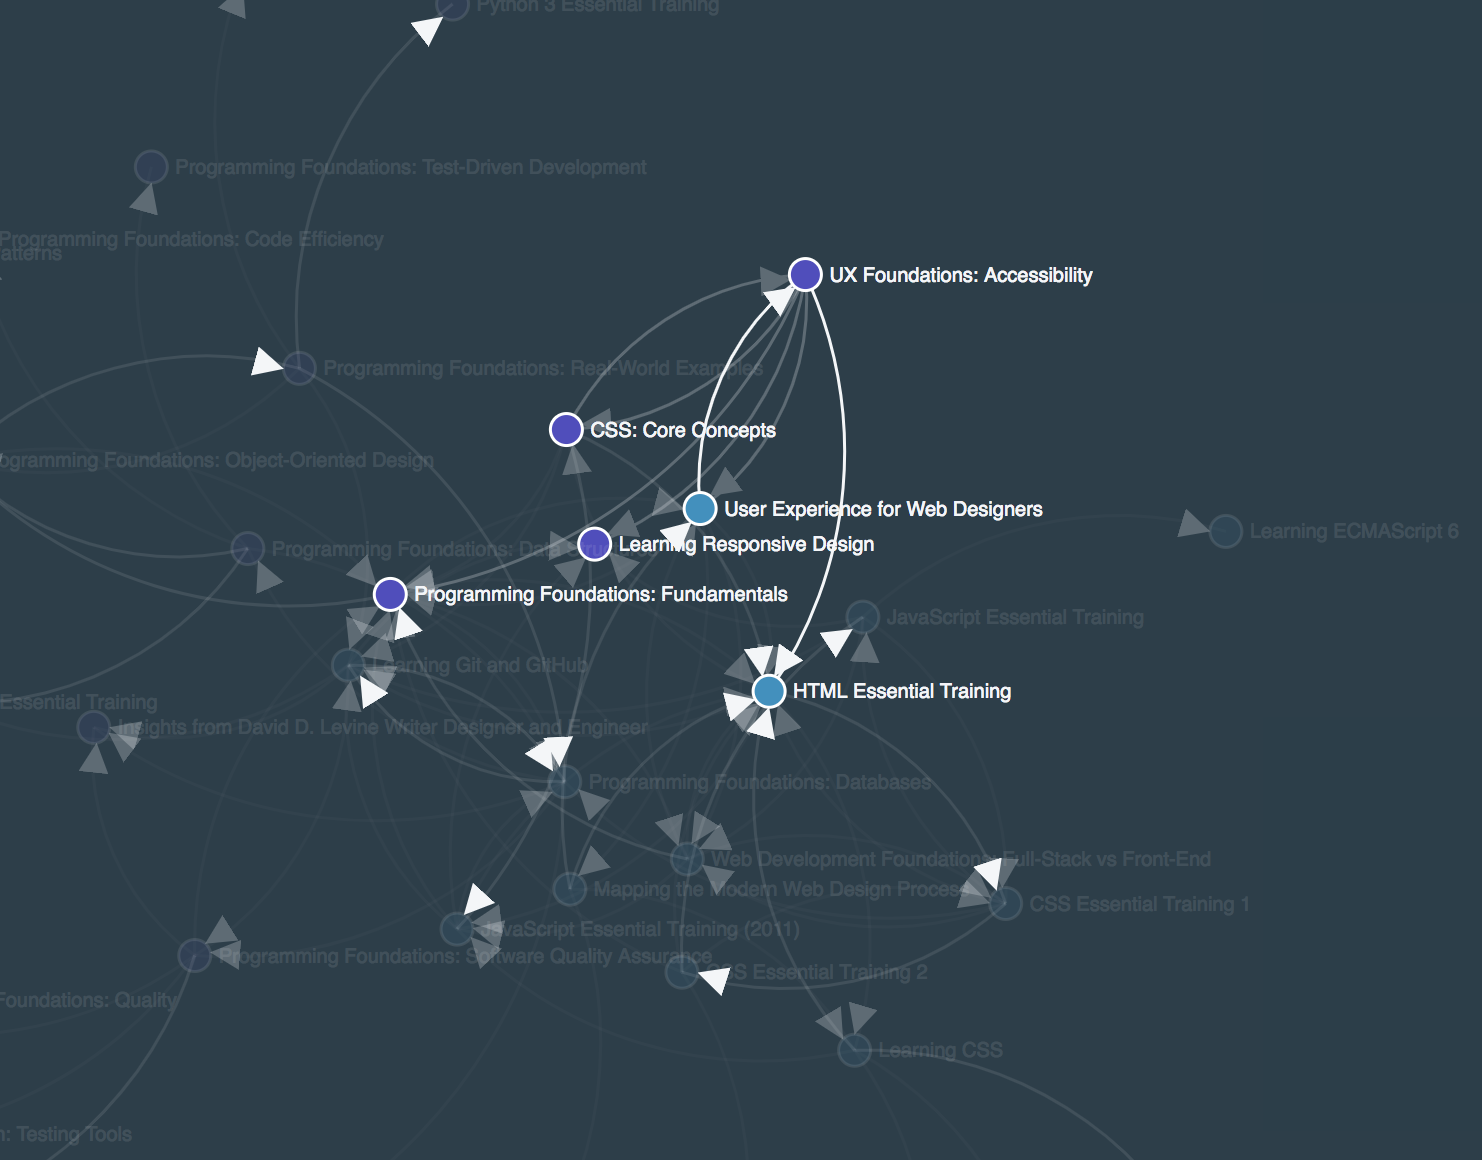 Python 3 Essential Training
Programming Foundations: Test-Driven Development
Programming Foundations: Code Efficiency
atterns
UX Foundations: Accessibility
Programming Foundations: Real-World Examples
CSS: Core Concepts
ogramming Foundations: Object-Oriented Design
User Experience for Web Designers
Learning ECMAScript 6
Learning Responsive Design
Programming Foundations: Data
Programming Foundations: Fundamentals
JavaScript Essential Training
Learning Git and GitHub
HTML Essential Training
Essential Training
Insights from David D. Levine Writer Designer and Engineer
Programming Foundations: Databases
Web Development Foundations: Full-Stack vs Front-End
Mapping the Modern Web Design Process
CSS Essential Training 1
JavaScript Essential Training (2011)
Programming Foundations: Software Quality Assurance
CSS Essential Training 2
Foundations: Quality
Learning CSS
n: Testing Tools